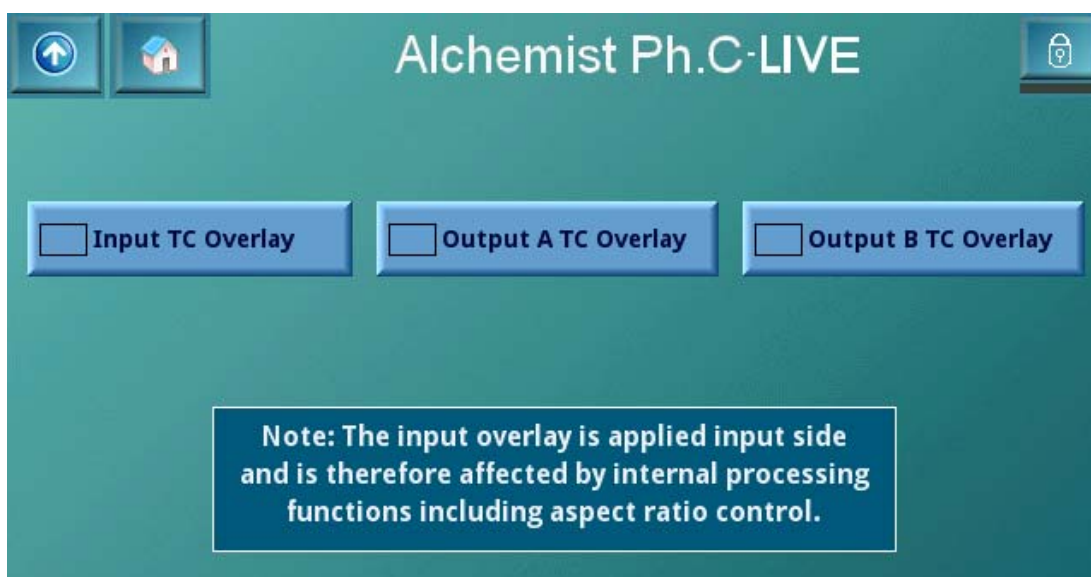 Alchemist Ph.C-LIVE
Input TC Overlay
Output A TC Overlay
Output B TC Overlay
Note: The input overlay is applied input side
and is therefore affected by internal processing
functions including aspect ratio control.